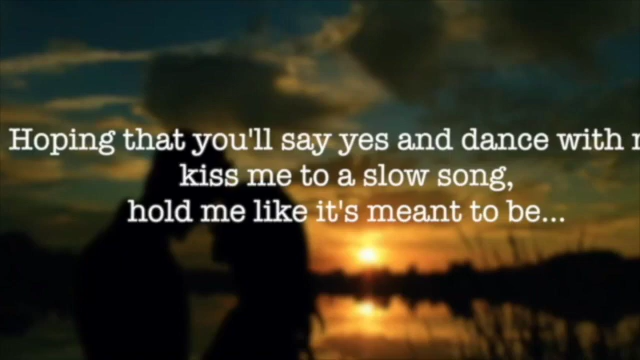 Hoping that you'll say yes and dance with
kiss me to a slow song,
hold me like it's meant to be...